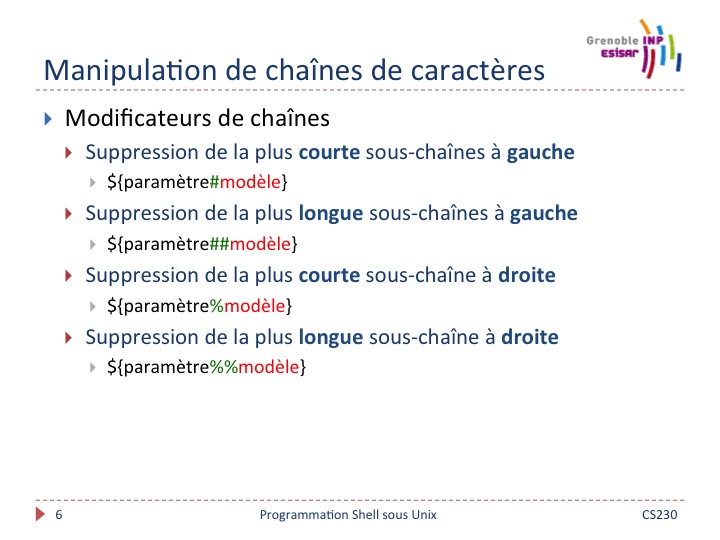 Grenoble INP
esisar
Manipulation de chaînes de caractères
Modificateurs de chaînes
Suppression de la plus courte sous-chaînes à gauche
${paramètre#modèle}
Suppression de la plus longue sous-chaînes à gauche
${paramètre##modèle}
Suppression de la plus courte sous-chaîne à droite
${paramètre%modèle}
Suppression de la plus longue sous-chaîne à droite
${paramètre%%modèle}
6 Programmation Shell sous Unix CS230